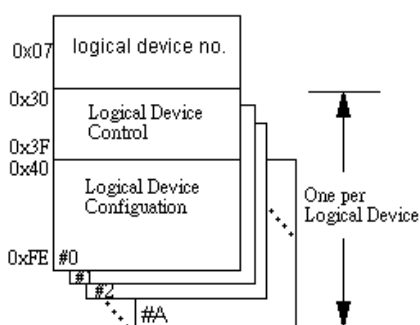 0x07
logical device no.
0x30
Logical Device
Control
0x3F
0x40
Logical Device
Configuation
One per
Logical Device
0xFE
#0
#2
#A